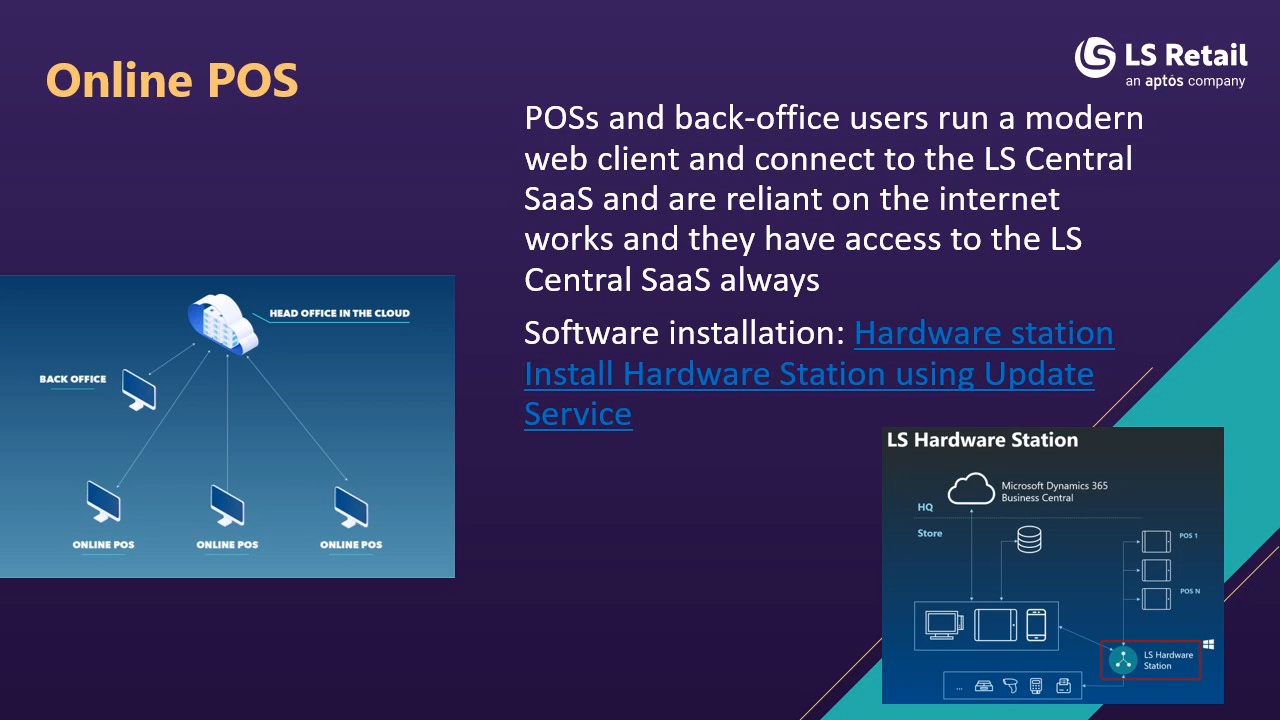 Online POS
LS Retail
an aptos company
POSs and back-office users run a modern
web client and connect to the LS Central
SaaS and are reliant on the internet
works and they have access to the LS
Central SaaS always
Software installation: Hardware station
Install Hardware Station using Update
Service
HEAD OFFICE IN THE CLOUD
BACK OFFICE
ONLINE POS
ONLINE POS
ONLINE POS
LS Hardware Station
Microsoft Dynamics 365
Business Central
HQ
Store
POS 1
POS N
LS Hardware
Station
...